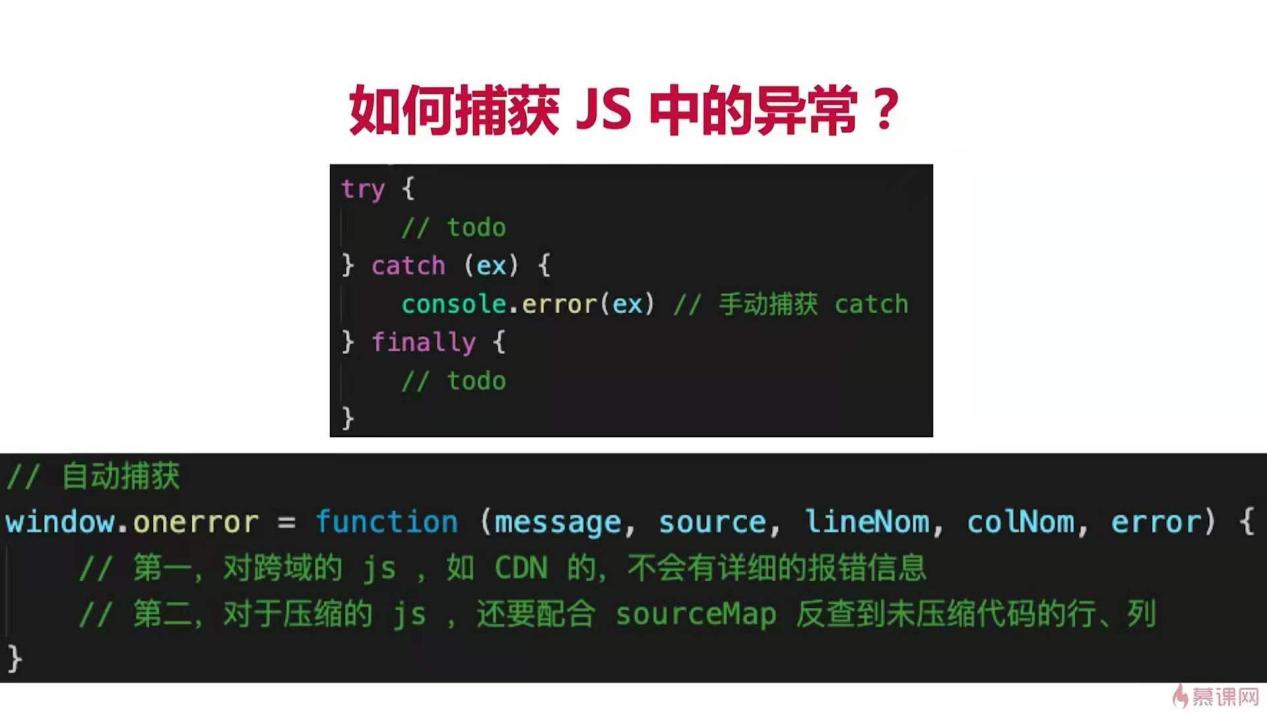 如何捕获 JS 中的异常？
try {
// todo
} catch (ex) {
console.error(ex) // 手动捕获 catch
} finally {
// todo
}
// 自动捕获
window.onerror = function (message, source, lineNom, colNom, error) {
// 第一，对跨域的 js ，如 CDN 的，不会有详细的报错信息
// 第二，对于压缩的 js ，还要配合 sourceMap 反查到未压缩代码的行、列
}
慕课网